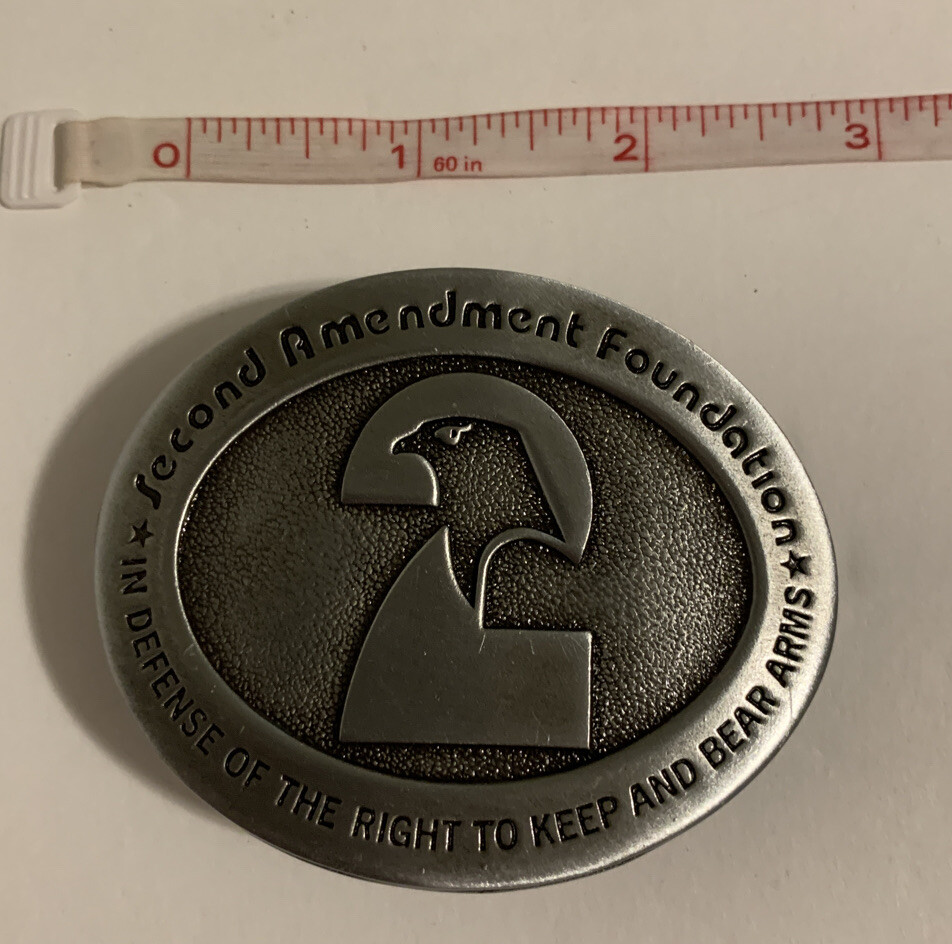 0 1 60 in 2 3
Second Amendment Foundation
2
★ IN DEFENSE OF THE RIGHT TO KEEP AND BEAR ARMS ★